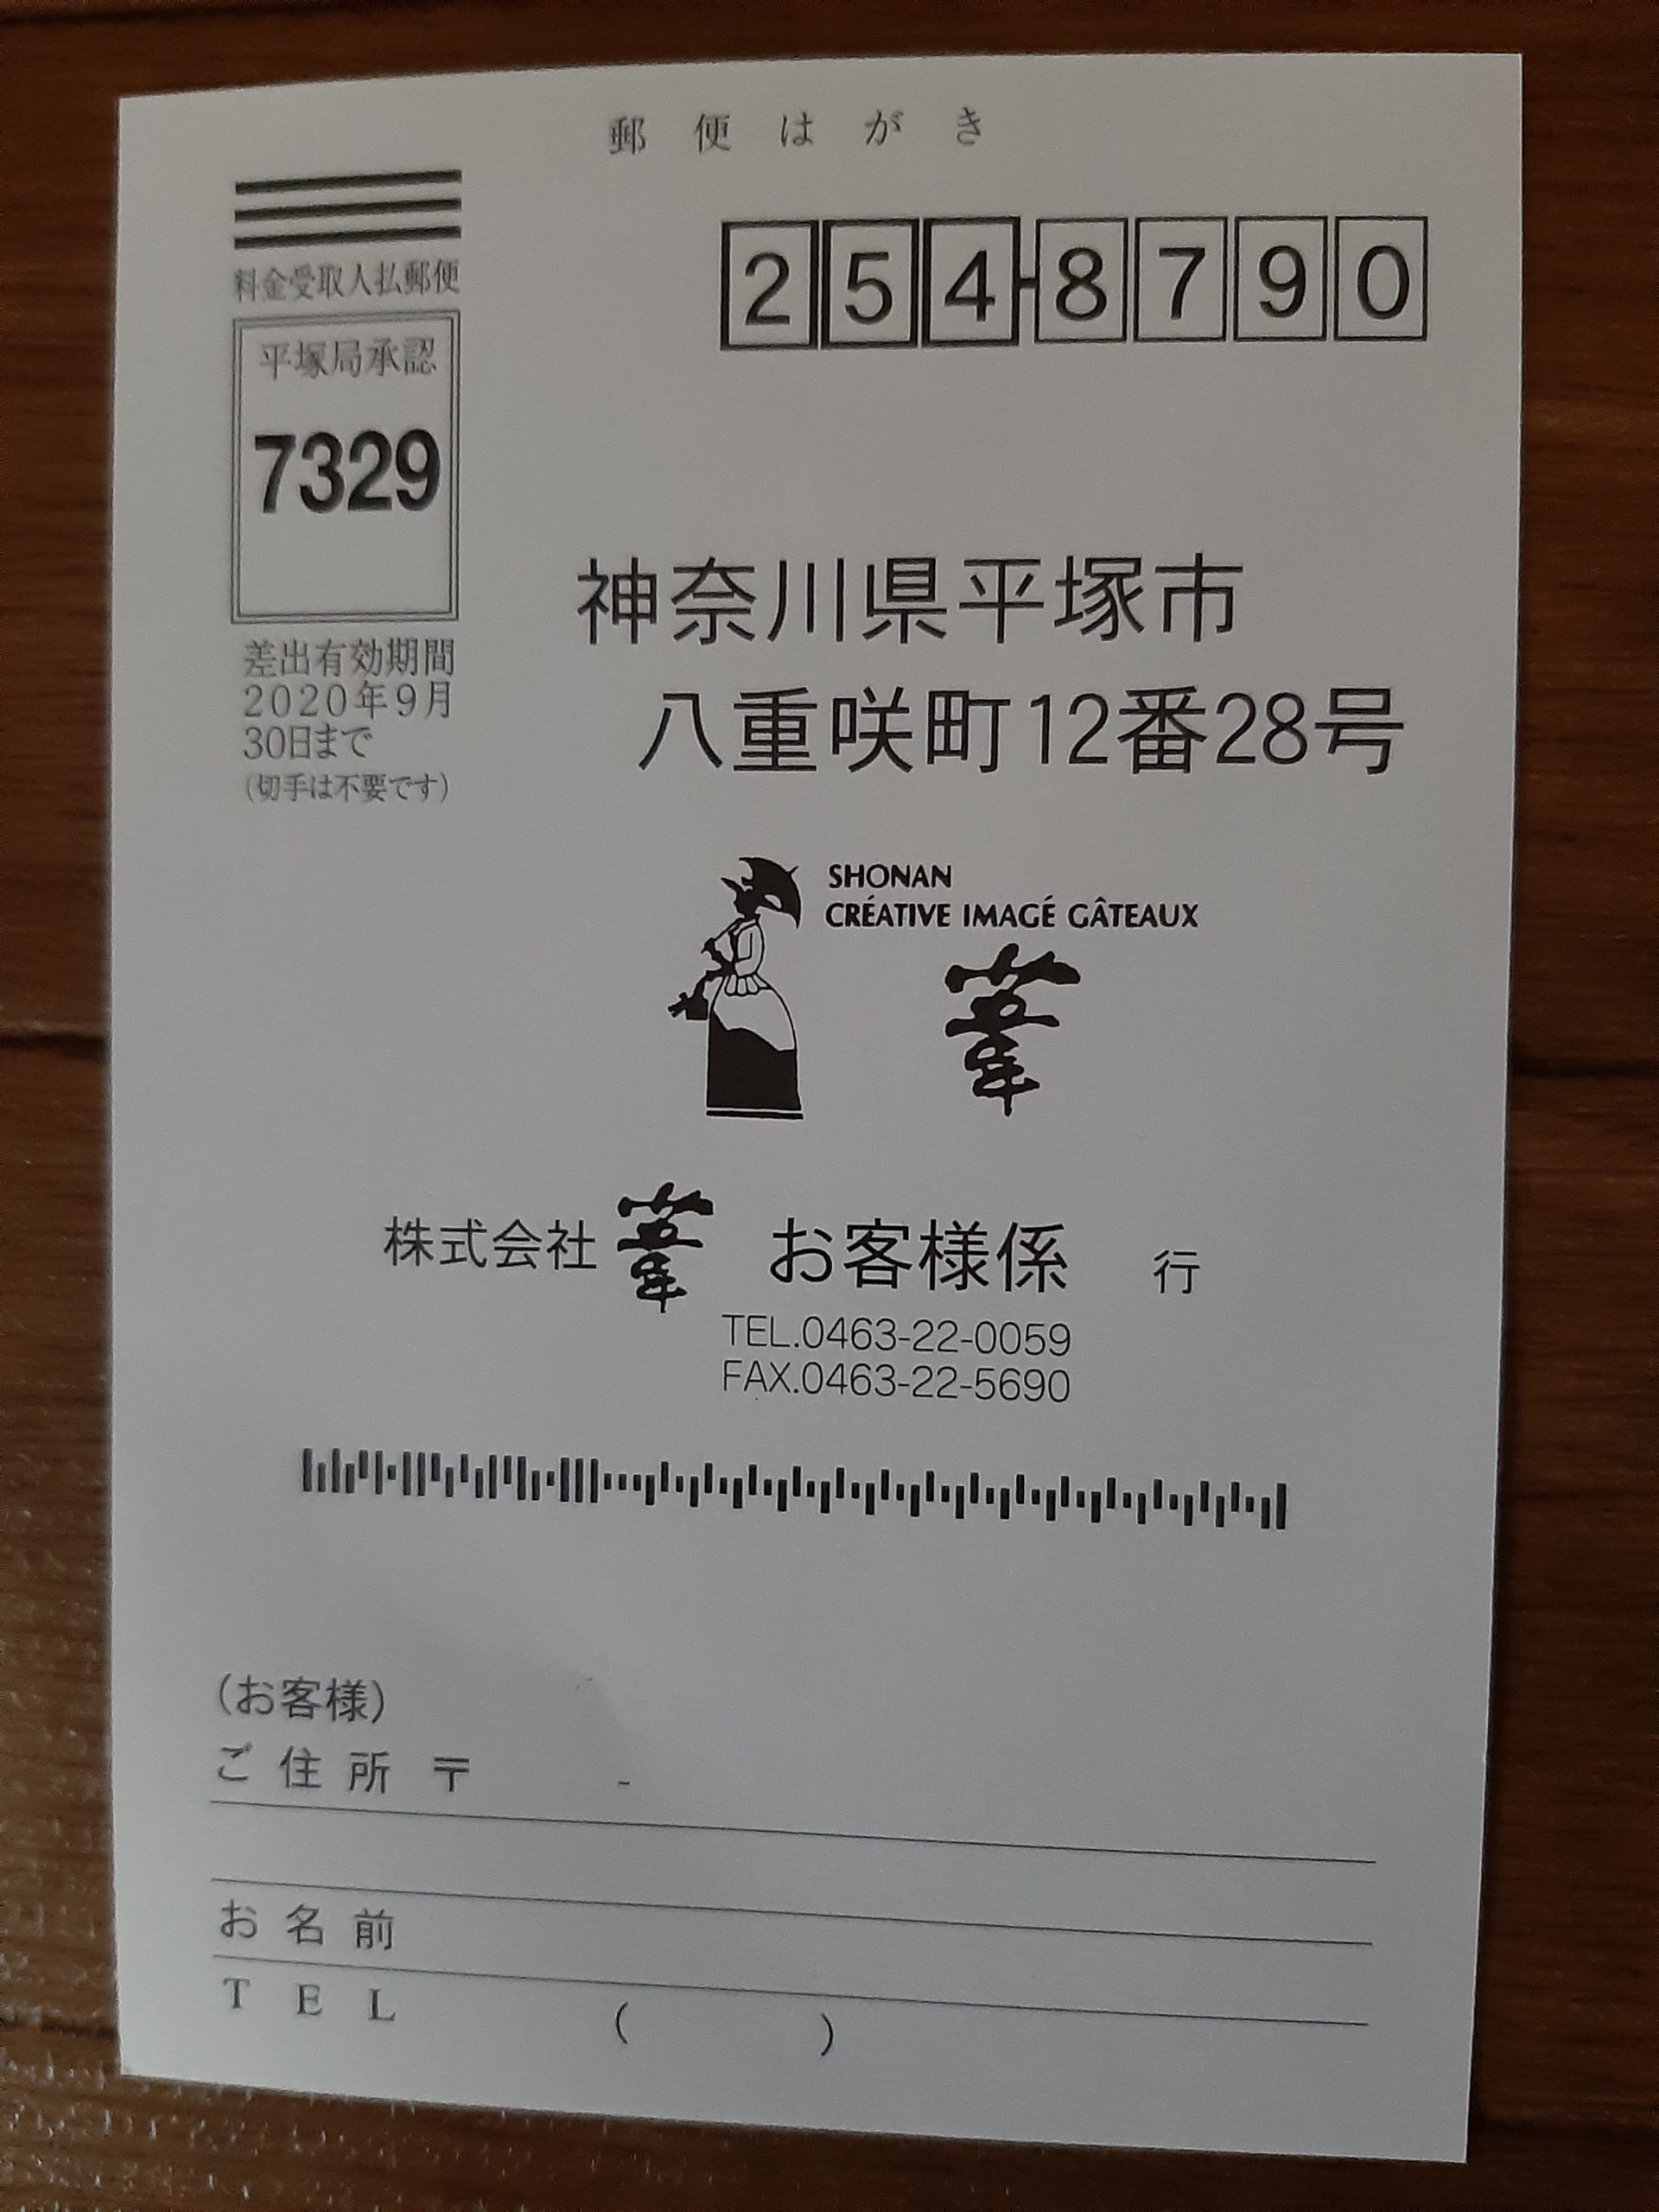 郵便はがき
料金受取人払郵便
平塚局承認
7329
差出有効期間
2020年9月
30日まで
(切手は不要です)
254-8790
神奈川県平塚市
八重咲町12番28号
SHONAN
CRÉATIVE IMAGÉ GÂTEAUX
葦
株式会社 葦 お客様係 行
TEL.0463-22-0059
FAX.0463-22-5690
(お客様)
ご住所 〒 -
お名前
TEL ( )